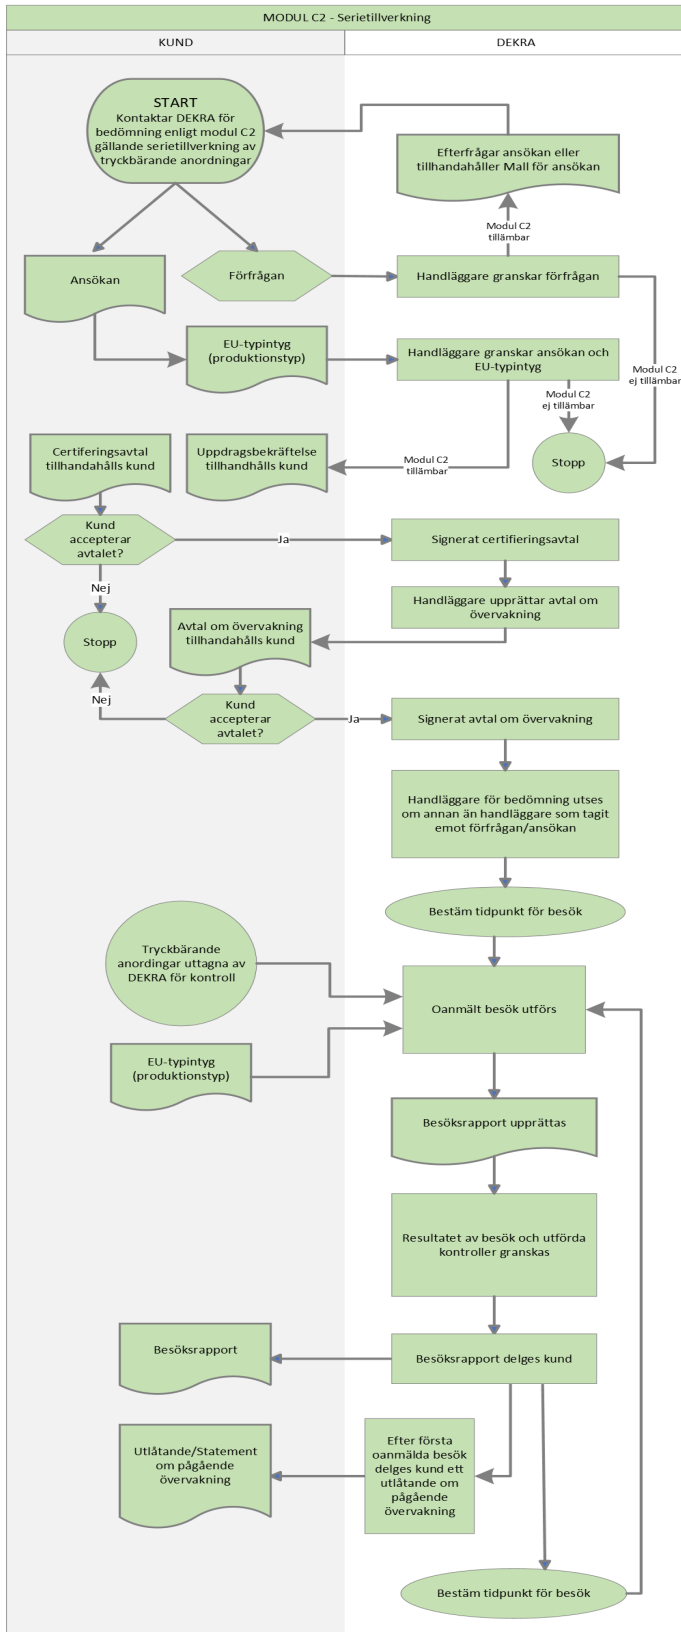 MODUL C2 - Serietillverkning
KUND
DEKRA
START
Kontaktar DEKRA för
bedömning enligt modul C2
gällande serietillverkning av
tryckbärande anordningar
Efterfrågar ansökan eller
tillhandahåller Mall för ansökan
Modul C2
tillämbar
Ansökan
Förfrågan
Handläggare granskar förfrågan
EU-typintyg
(produktionstyp)
Handläggare granskar ansökan och
EU-typintyg
Modul C2
ej tillämbar
Modul C2
ej tillämbar
Certiferingsavtal
tillhandahålls kund
Uppdragsbekräftelse
tillhandhålls kund
Modul C2
tillämbar
Stopp
Kund
accepterar
avtalet?
Ja
Signerat certifieringsavtal
Nej
Handläggare upprättar avtal om
övervakning
Stopp
Avtal om övervakning
tillhandahålls kund
Nej
Kund
accepterar
avtalet?
Ja
Signerat avtal om övervakning
Handläggare för bedömning utses
om annan än handläggare som tagit
emot förfrågan/ansökan
Bestäm tidpunkt för besök
Tryckbärande
anordingar uttagna av
DEKRA för kontroll
Oanmält besök utförs
EU-typintyg
(produktionstyp)
Besöksrapport upprättas
Resultatet av besök och utförda
kontroller granskas
Besöksrapport
Besöksrapport delges kund
Utlåtande/Statement
om pågående
övervakning
Efter första
oanmälda besök
delges kund ett
utlåtande om
pågående
övervakning
Bestäm tidpunkt för besök